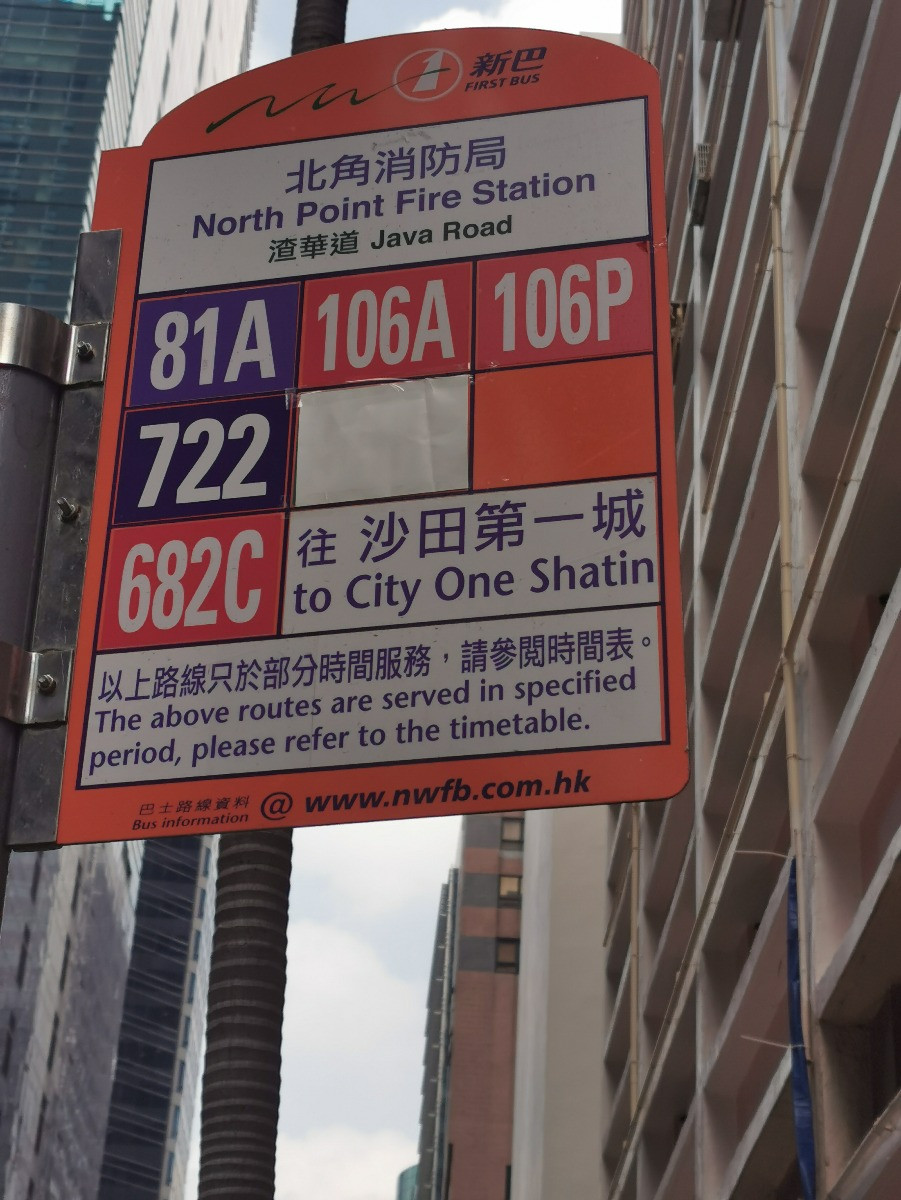 1 新巴
FIRST BUS
北角消防局
North Point Fire Station
渣華道 Java Road
81A 106A 106P
722
682C 往 沙田第一城
to City One Shatin
以上路線只於部分時間服務，請參閱時間表。
The above routes are served in specified
period, please refer to the timetable.
巴士路線資料 @ www.nwfb.com.hk
Bus information